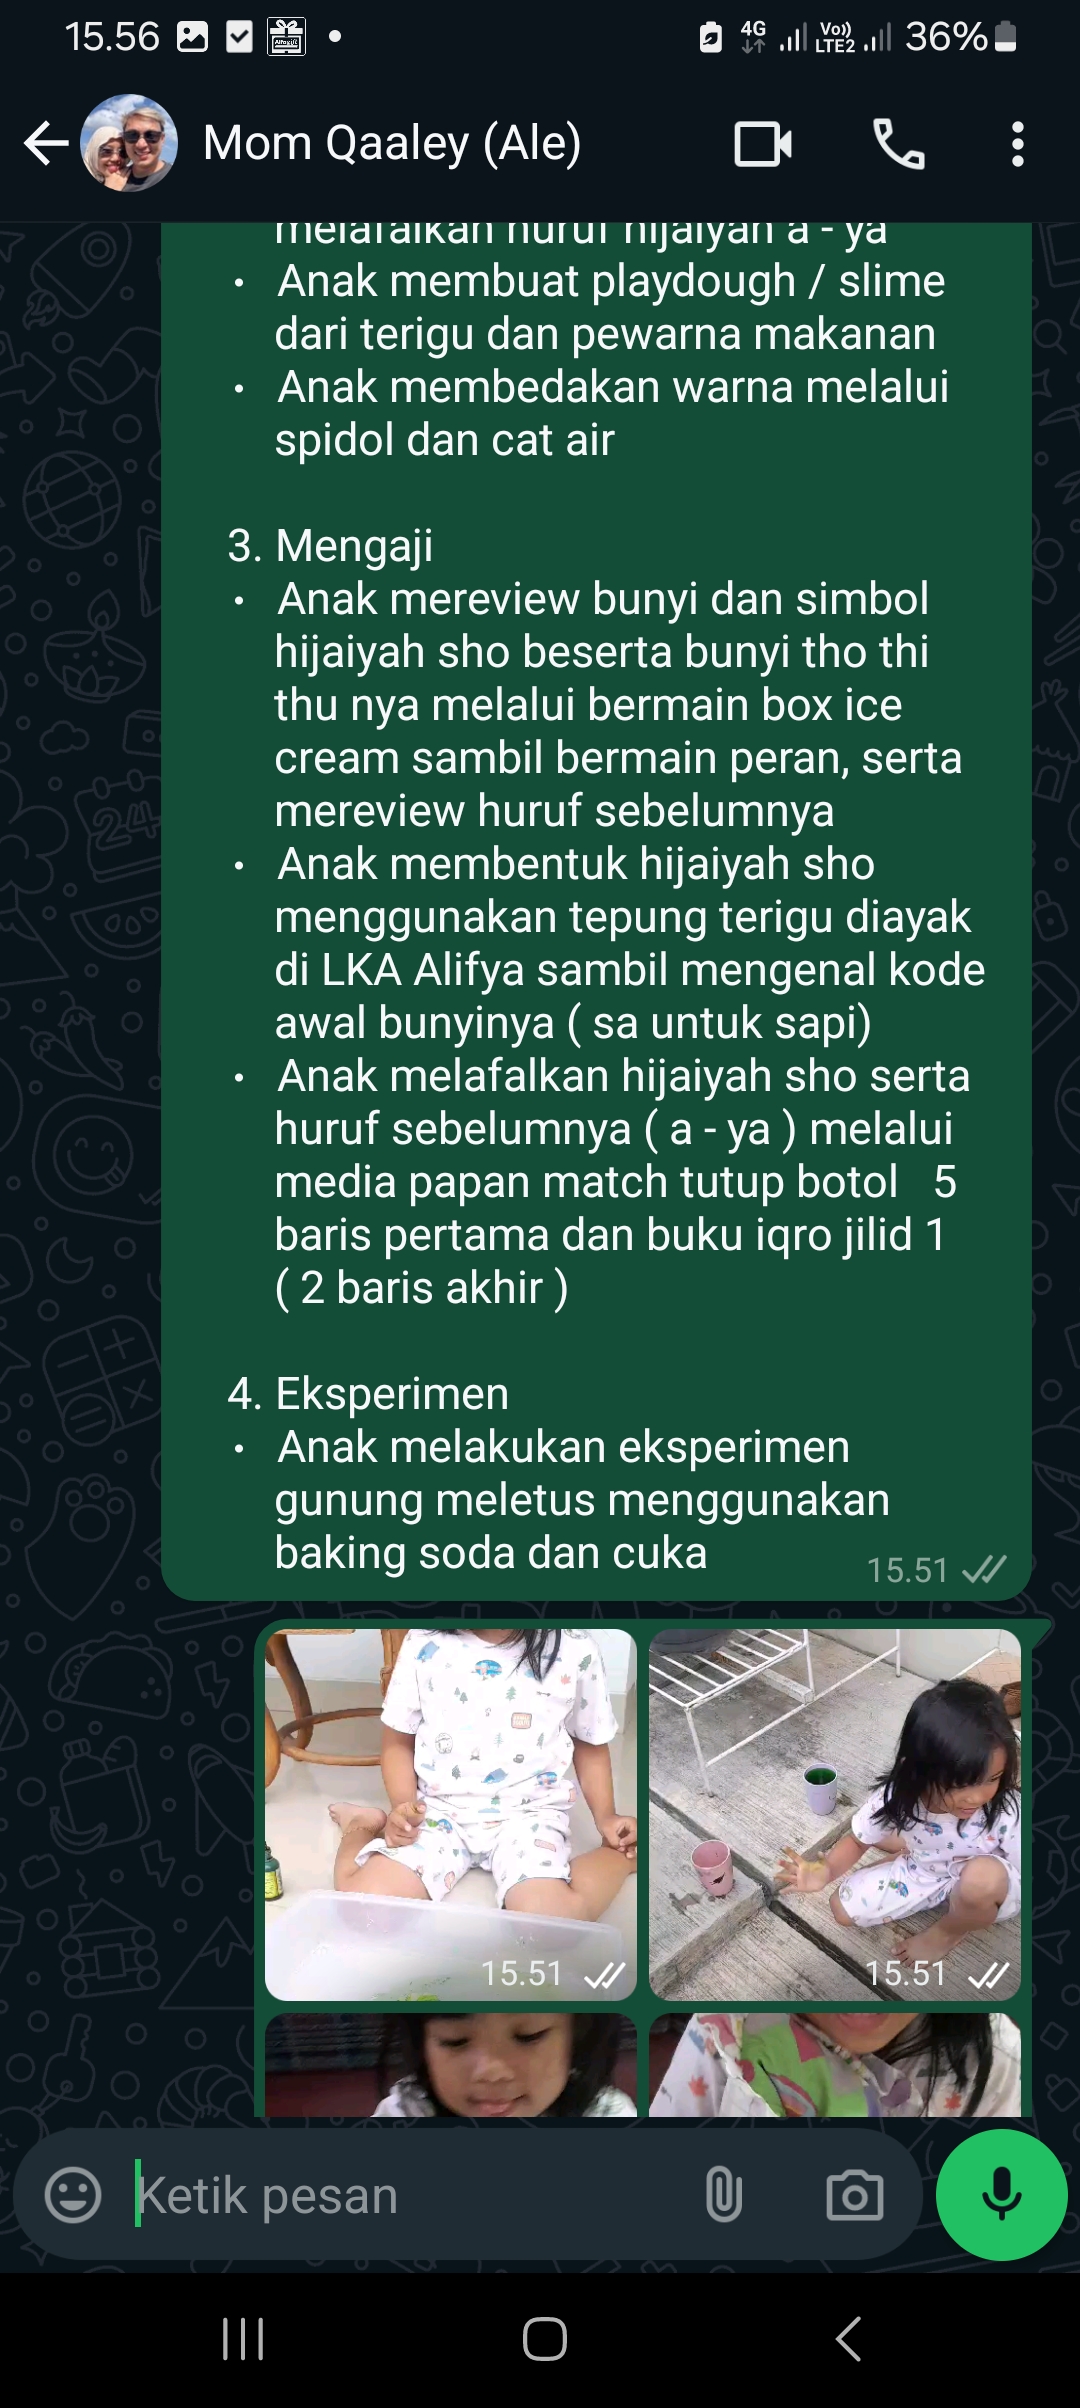 15.56
4G
Vo))
LTE2
36%
Mom Qaaley (Ale)
melafalkan huruf hijaiyah a - ya
• Anak membuat playdough / slime
dari terigu dan pewarna makanan
• Anak membedakan warna melalui
spidol dan cat air
3. Mengaji
• Anak mereview bunyi dan simbol
hijaiyah sho beserta bunyi tho thi
thu nya melalui bermain box ice
cream sambil bermain peran, serta
mereview huruf sebelumnya
• Anak membentuk hijaiyah sho
menggunakan tepung terigu diayak
di LKA Alifya sambil mengenal kode
awal bunyinya ( sa untuk sapi)
• Anak melafalkan hijaiyah sho serta
huruf sebelumnya ( a - ya ) melalui
media papan match tutup botol 5
baris pertama dan buku iqro jilid 1
( 2 baris akhir )
4. Eksperimen
• Anak melakukan eksperimen
gunung meletus menggunakan
baking soda dan cuka
15.51
15.51
15.51
Ketik pesan